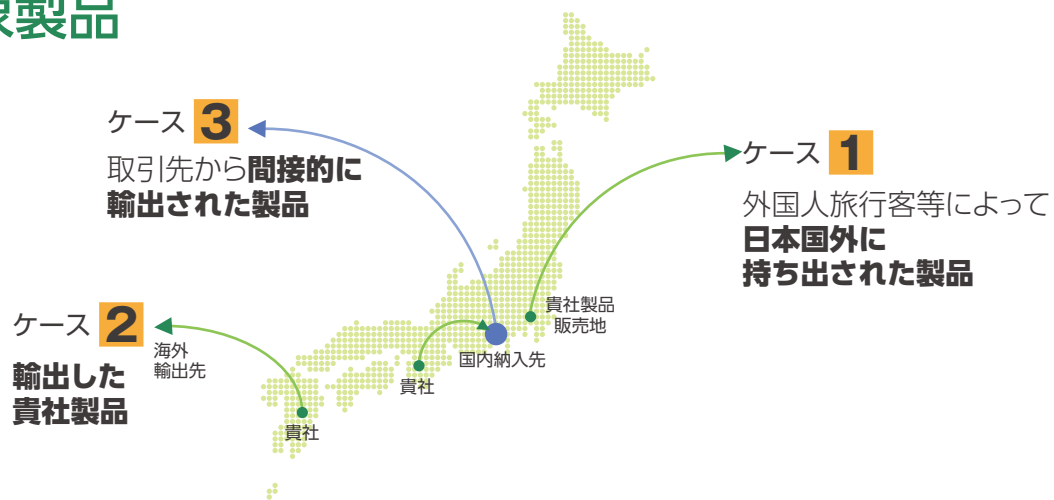 製品
ケース 3
取引先から間接的に
輸出された製品
ケース 1
外国人旅行客等によって
日本国外に
持ち出された製品
貴社製品
販売地
国内納入先
貴社
ケース 2
海外
輸出先
輸出した
貴社製品
貴社